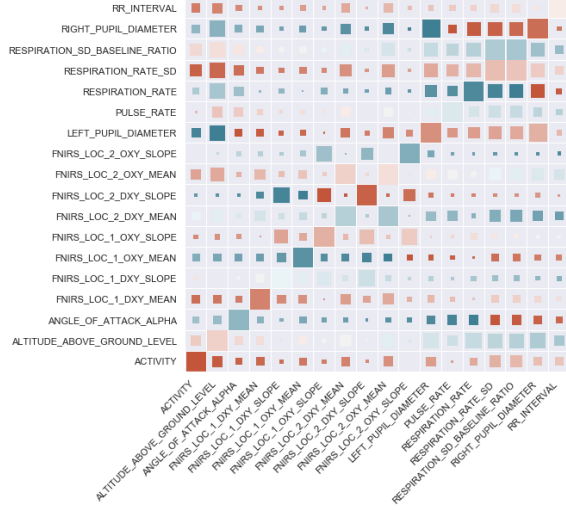 RR_INTERVAL
RIGHT_PUPIL_DIAMETER
RESPIRATION_SD_BASELINE_RATIO
RESPIRATION_RATE_SD
RESPIRATION_RATE
PULSE_RATE
LEFT_PUPIL_DIAMETER
FNIRS_LOC_2_OXY_SLOPE
FNIRS_LOC_2_OXY_MEAN
FNIRS_LOC_2_DXY_SLOPE
FNIRS_LOC_2_DXY_MEAN
FNIRS_LOC_1_OXY_SLOPE
FNIRS_LOC_1_OXY_MEAN
FNIRS_LOC_1_DXY_SLOPE
FNIRS_LOC_1_DXY_MEAN
ANGLE_OF_ATTACK_ALPHA
ALTITUDE_ABOVE_GROUND_LEVEL
ACTIVITY
ACTIVITY
ALTITUDE_ABOVE_GROUND_LEVEL
ANGLE_OF_ATTACK_ALPHA
FNIRS_LOC_1_DXY_MEAN
FNIRS_LOC_1_DXY_SLOPE
FNIRS_LOC_1_OXY_MEAN
FNIRS_LOC_1_OXY_SLOPE
FNIRS_LOC_2_DXY_MEAN
FNIRS_LOC_2_DXY_SLOPE
FNIRS_LOC_2_OXY_MEAN
FNIRS_LOC_2_OXY_SLOPE
LEFT_PUPIL_DIAMETER
PULSE_RATE
RESPIRATION_RATE
RESPIRATION_RATE_SD
RESPIRATION_SD_BASELINE_RATIO
RIGHT_PUPIL_DIAMETER
RR_INTERVAL